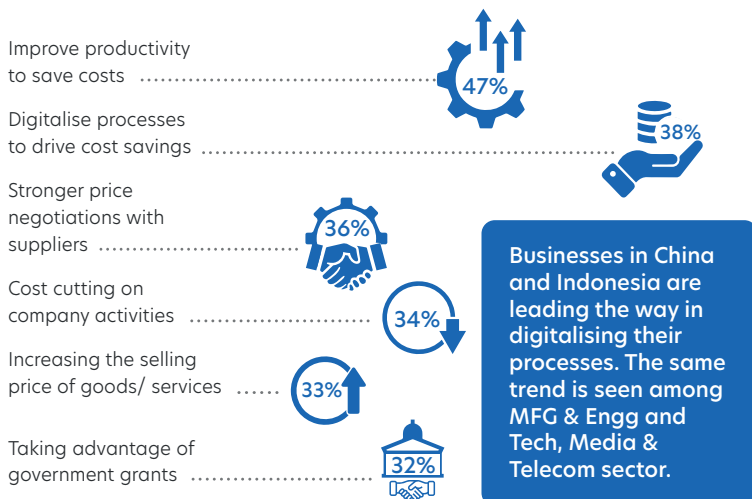 Improve productivity
to save costs
47%
Digitalise processes
to drive cost savings
38%
Stronger price
negotiations with
suppliers
36%
Cost cutting on
company activities
34%
Increasing the selling
price of goods/ services
33%
Taking advantage of
government grants
32%
Businesses in China
and Indonesia are
leading the way in
digitalising their
processes. The same
trend is seen among
MFG & Engg and
Tech, Media &
Telecom sector.